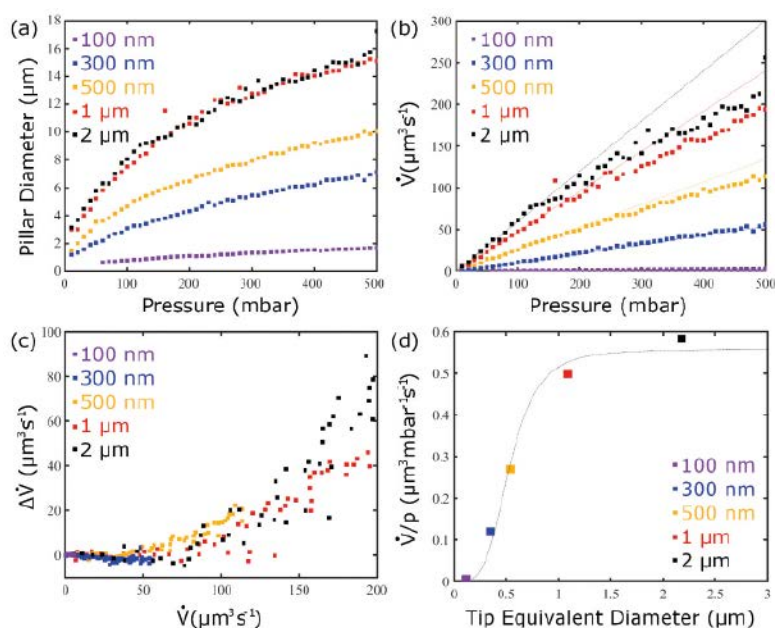 (a)
100 nm
300 nm
500 nm
1 μm
2 μm
18
16
14
12
10
8
6
4
2
0
100
200
300
400
500
Pillar Diameter (μm)
Pressure (mbar)
(b)
100 nm
300 nm
500 nm
1 μm
2 μm
300
250
200
150
100
50
0
0
100
200
300
400
500
V̇(μm³s⁻¹)
Pressure (mbar)
(c)
100 nm
300 nm
500 nm
1 μm
2 μm
100
80
60
40
20
0
-20
0
50
100
150
200
ΔV̇ (μm³s⁻¹)
V̇(μm³s⁻¹)
(d)
0.6
0.5
0.4
0.3
0.2
0.1
0
0
0.5
1
1.5
2
2.5
3
V̇/p (μm³mbar⁻¹s⁻¹)
Tip Equivalent Diameter (μm)
100 nm
300 nm
500 nm
1 μm
2 μm